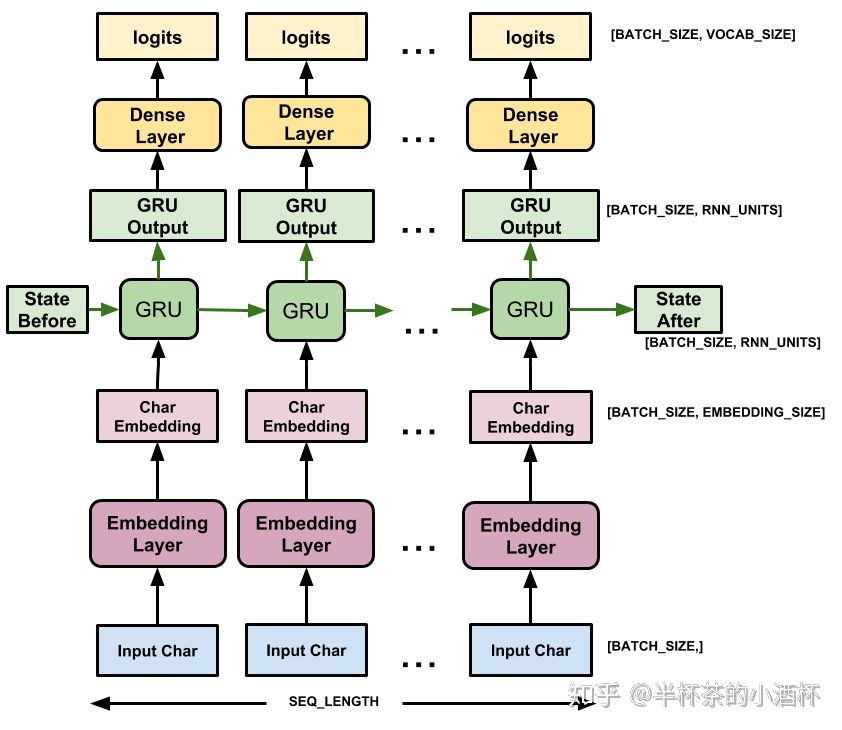 logits logits ... logits [BATCH_SIZE, VOCAB_SIZE]
Dense Dense Dense
Layer Layer ... Layer
GRU GRU GRU [BATCH_SIZE, RNN_UNITS]
Output Output ... Output
State GRU GRU ... GRU State
Before After
[BATCH_SIZE, RNN_UNITS]
Char Char Char [BATCH_SIZE, EMBEDDING_SIZE]
Embedding Embedding ... Embedding
Embedding Embedding Embedding
Layer Layer ... Layer
Input Char Input Char ... Input Char [BATCH_SIZE,]
SEQ_LENGTH
知乎 @半杯茶的小酒杯